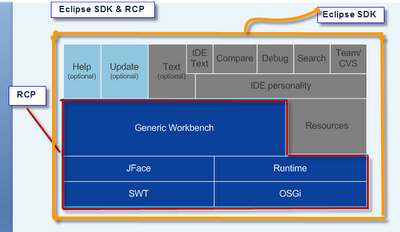 Eclipse SDK & RCP
Eclipse SDK
Help
(optional)
Update
(optional)
Text
(optional)
IDE
Text
Compare
Debug
Search
Team/
CVS
IDE personality
RCP
Generic Workbench
Resources
JFace
Runtime
SWT
OSGi